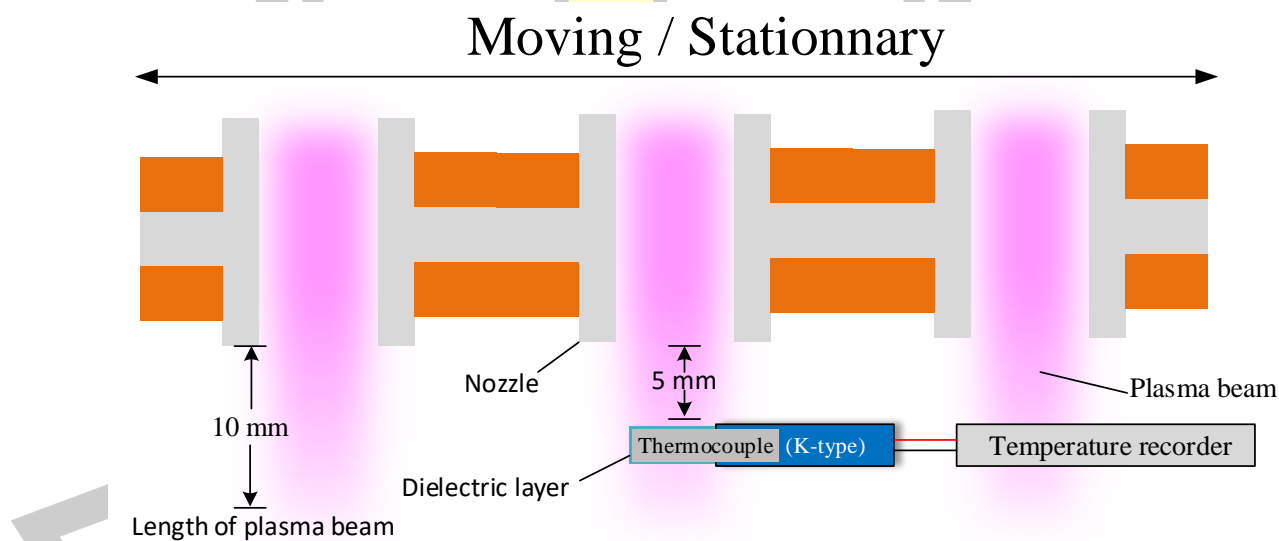 Moving / Stationnary
Nozzle
5 mm
Plasma beam
10 mm
Thermocouple (K-type)
Temperature recorder
Dielectric layer
Length of plasma beam